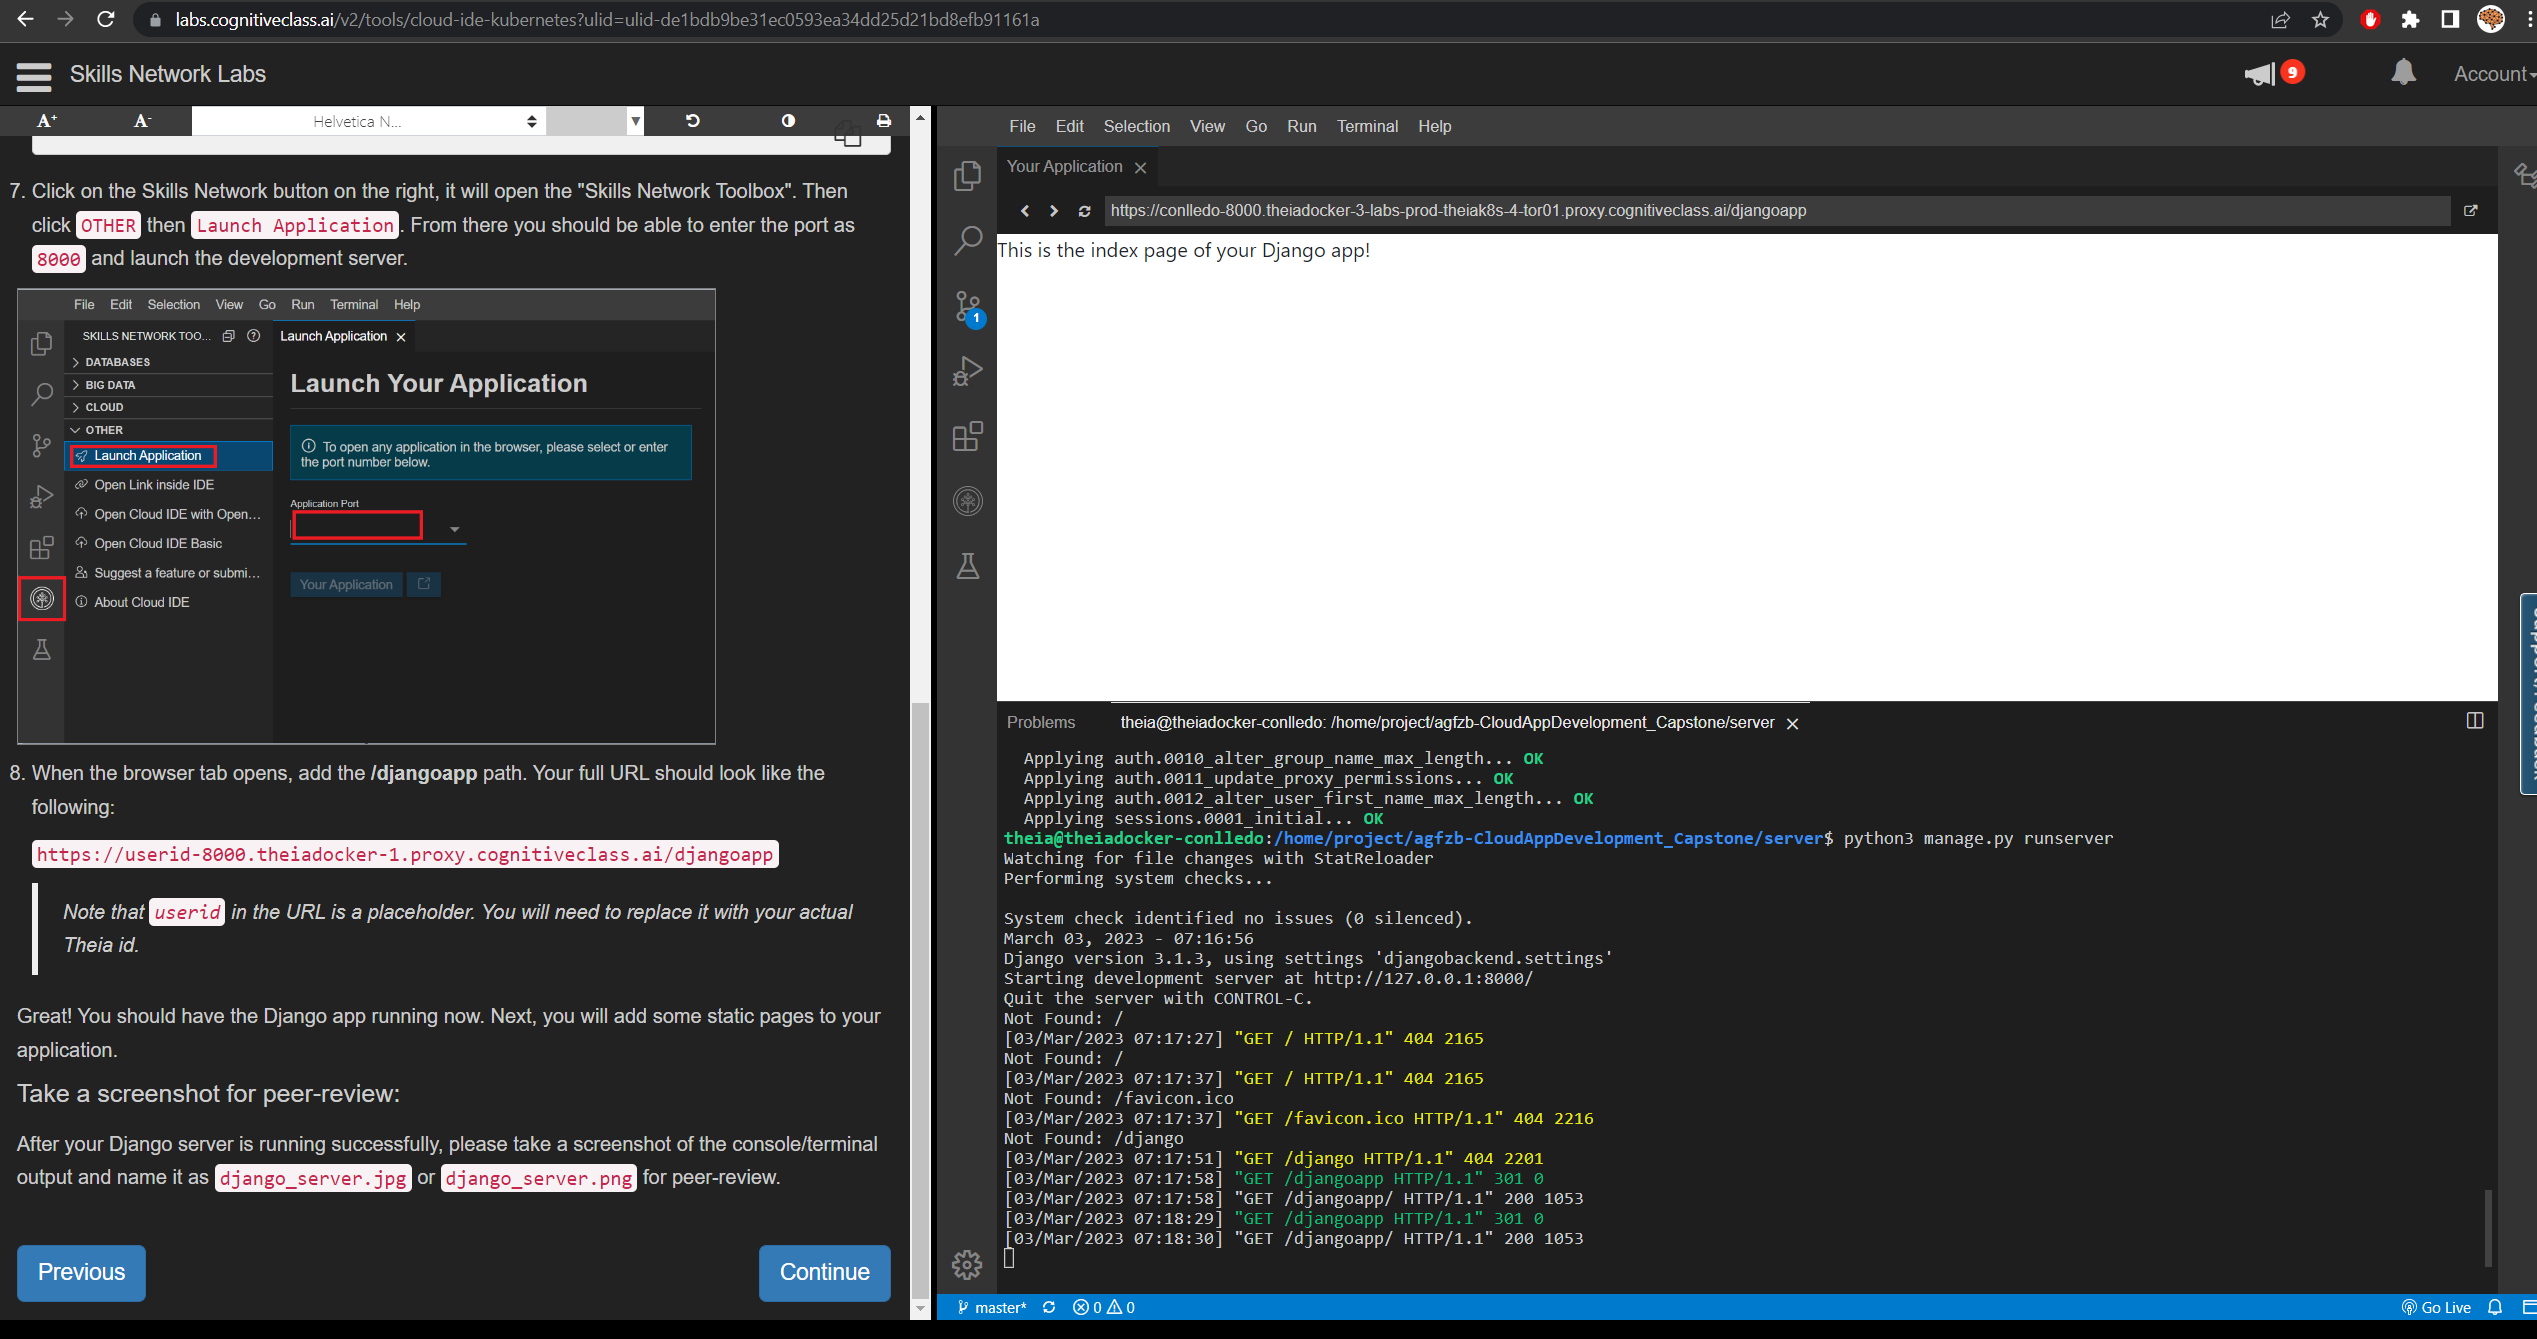 labs.cognitiveclass.ai/v2/tools/cloud-ide-kubernetes?ulid=ulid-de1bdb9be31ec0593ea34dd25d21bd8efb91161a
Skills Network Labs
9
Account
A+ A- Helvetica N...
7. Click on the Skills Network button on the right, it will open the "Skills Network Toolbox". Then
click OTHER then Launch Application. From there you should be able to enter the port as
8000 and launch the development server.
File Edit Selection View Go Run Terminal Help
SKILLS NETWORK TOO...
Launch Application
DATABASES
BIG DATA
CLOUD
OTHER
Launch Application
Open Link inside IDE
Open Cloud IDE with Open...
Open Cloud IDE Basic
Suggest a feature or submi...
About Cloud IDE
Launch Your Application
To open any application in the browser, please select or enter
the port number below.
Application Port
Your Application
8. When the browser tab opens, add the /djangoapp path. Your full URL should look like the
following:
https://userid-8000.theiadocker-1.proxy.cognitiveclass.ai/djangoapp
Note that userid in the URL is a placeholder. You will need to replace it with your actual
Theia id.
Great! You should have the Django app running now. Next, you will add some static pages to your
application.
Take a screenshot for peer-review:
After your Django server is running successfully, please take a screenshot of the console/terminal
output and name it as django_server.jpg or django_server.png for peer-review.
Previous
Continue
File Edit Selection View Go Run Terminal Help
Your Application
https://conlledo-8000.theiadocker-3-labs-prod-theiak8s-4-tor01.proxy.cognitiveclass.ai/djangoapp
This is the index page of your Django app!
1
Problems
theia@theiadocker-conlledo: /home/project/agfzb-CloudAppDevelopment_Capstone/server
Applying auth.0010_alter_group_name_max_length... OK
Applying auth.0011_update_proxy_permissions... OK
Applying auth.0012_alter_user_first_name_max_length... OK
Applying sessions.0001_initial... OK
theia@theiadocker-conlledo:/home/project/agfzb-CloudAppDevelopment_Capstone/server$ python3 manage.py runserver
Watching for file changes with StatReloader
Performing system checks...
System check identified no issues (0 silenced).
March 03, 2023 - 07:16:56
Django version 3.1.3, using settings 'djangobackend.settings'
Starting development server at http://127.0.0.1:8000/
Quit the server with CONTROL-C.
Not Found: /
[03/Mar/2023 07:17:27] "GET / HTTP/1.1" 404 2165
Not Found: /
[03/Mar/2023 07:17:37] "GET / HTTP/1.1" 404 2165
Not Found: /favicon.ico
[03/Mar/2023 07:17:37] "GET /favicon.ico HTTP/1.1" 404 2216
Not Found: /django
[03/Mar/2023 07:17:51] "GET /django HTTP/1.1" 404 2201
[03/Mar/2023 07:17:58] "GET /djangoapp HTTP/1.1" 301 0
[03/Mar/2023 07:17:58] "GET /djangoapp/ HTTP/1.1" 200 1053
[03/Mar/2023 07:18:29] "GET /djangoapp HTTP/1.1" 301 0
[03/Mar/2023 07:18:30] "GET /djangoapp/ HTTP/1.1" 200 1053
master* 0 0
Go Live